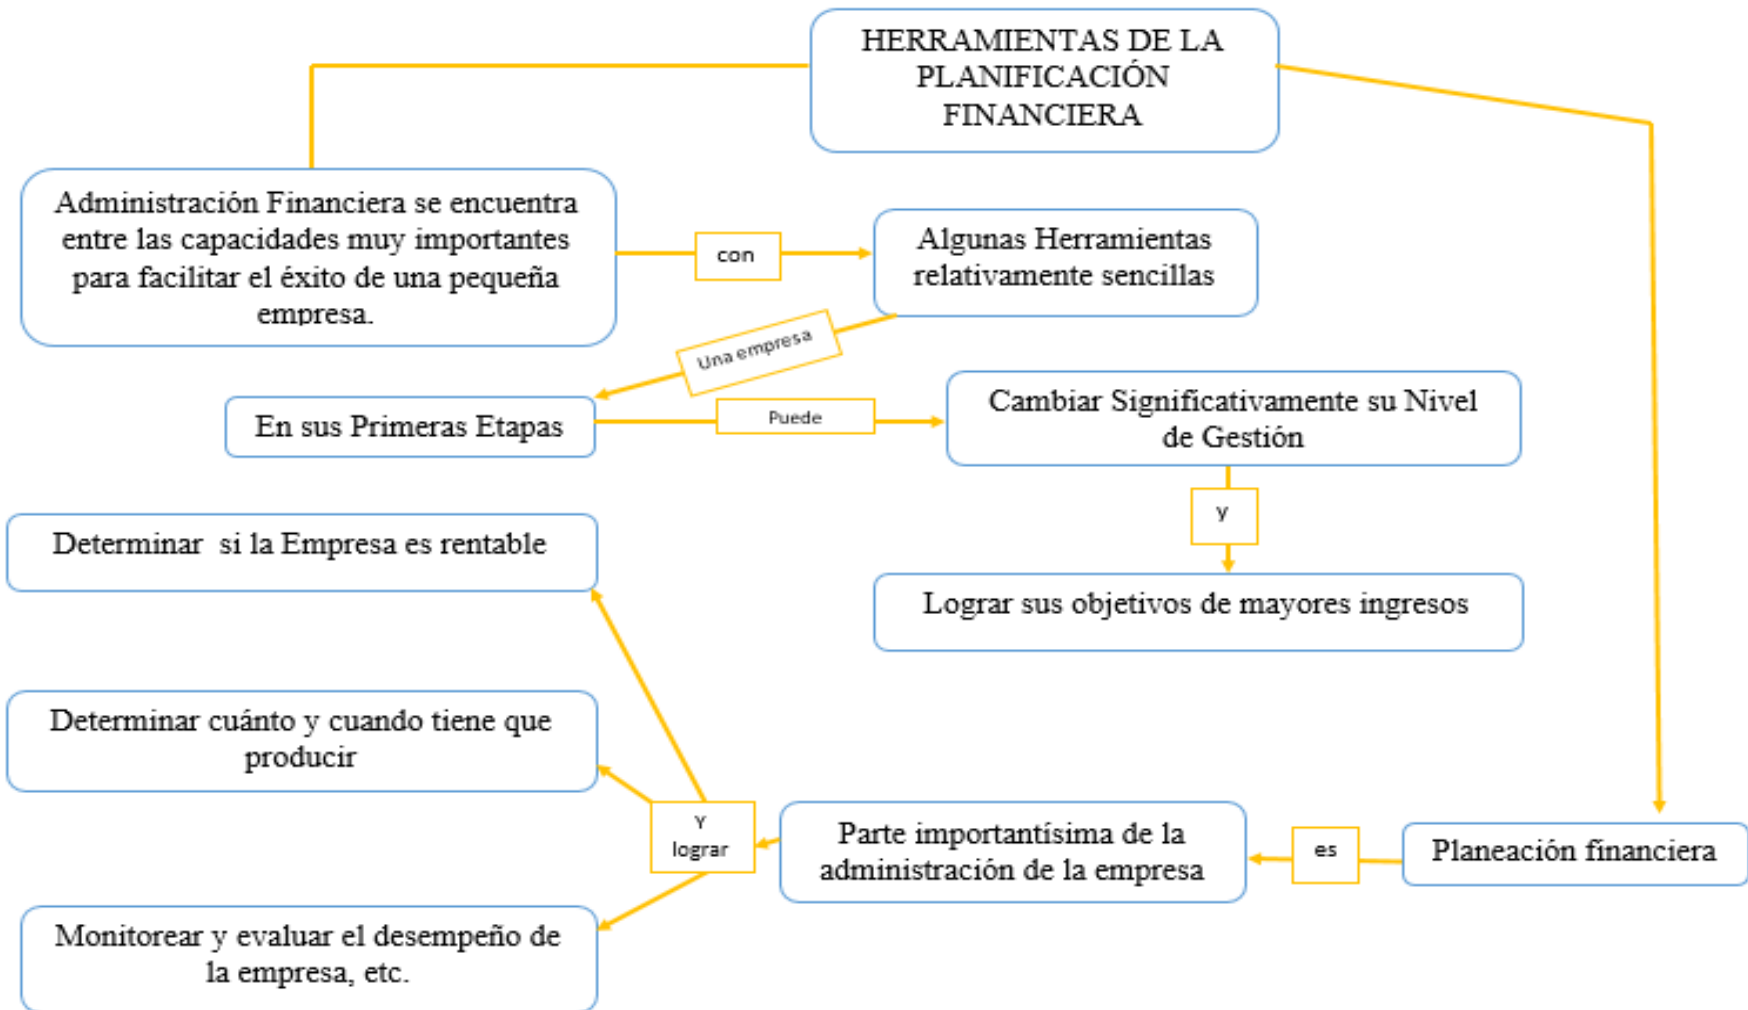 HERRAMIENTAS DE LA
PLANIFICACIÓN
FINANCIERA
Administración Financiera se encuentra
entre las capacidades muy importantes
para facilitar el éxito de una pequeña
empresa.
con
Algunas Herramientas
relativamente sencillas
Una empresa
En sus Primeras Etapas
Puede
Cambiar Significativamente su Nivel
de Gestión
y
Lograr sus objetivos de mayores ingresos
Planeación financiera
es
Parte importantísima de la
administración de la empresa
Y
lograr
Determinar si la Empresa es rentable
Determinar cuánto y cuando tiene que
producir
Monitorear y evaluar el desempeño de
la empresa, etc.